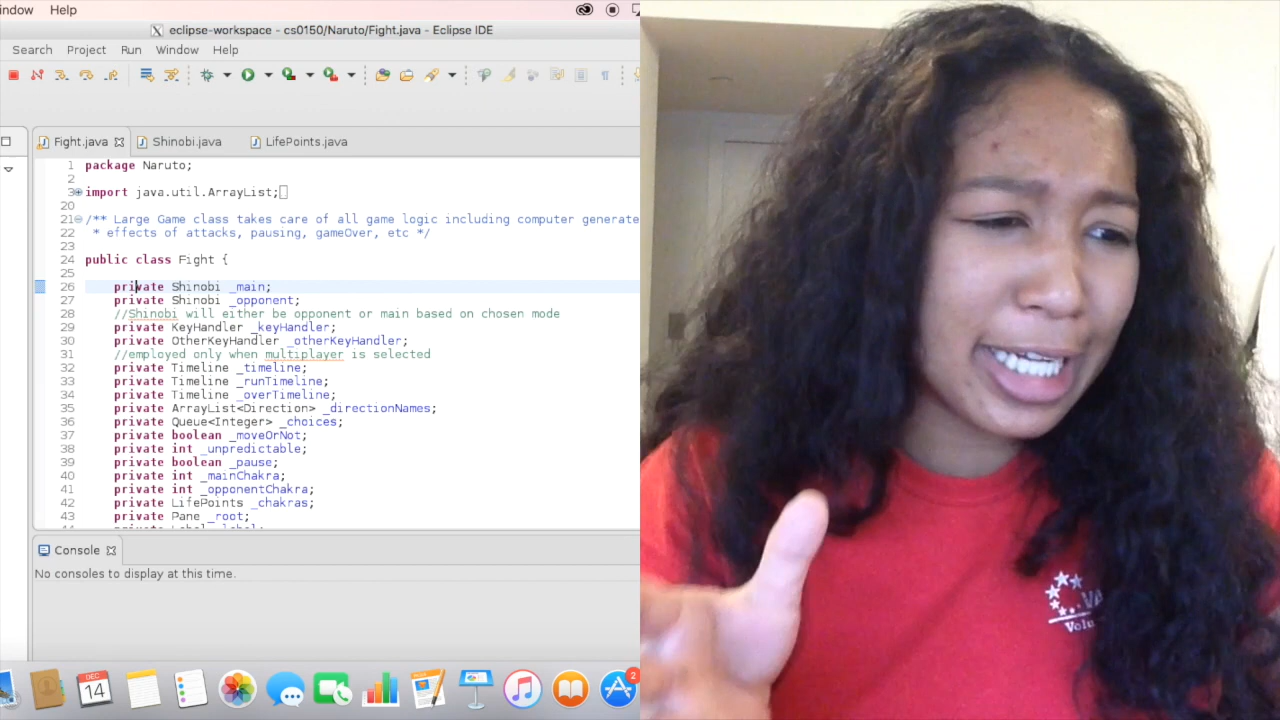 indow Help
eclipse-workspace - cs0150/Naruto/Fight.java - Eclipse IDE
Search Project Run Window Help
Fight.java Shinobi.java LifePoints.java
1 package Naruto;
2
3 import java.util.ArrayList;
20
21 /** Large Game class takes care of all game logic including computer generate
22 * effects of attacks, pausing, gameOver, etc */
23
24 public class Fight {
25
26 private Shinobi _main;
27 private Shinobi _opponent;
28 //Shinobi will either be opponent or main based on chosen mode
29 private KeyHandler _keyHandler;
30 private OtherKeyHandler _otherKeyHandler;
31 //employed only when multiplayer is selected
32 private Timeline _timeline;
33 private Timeline _runTimeline;
34 private Timeline _overTimeline;
35 private ArrayList<Direction> _directionNames;
36 private Queue<Integer> _choices;
37 private boolean _moveOrNot;
38 private int _unpredictable;
39 private boolean _pause;
40 private int _mainChakra;
41 private int _opponentChakra;
42 private LifePoints _chakras;
43 private Pane _root;
Console
No consoles to display at this time.
DEC
14
2